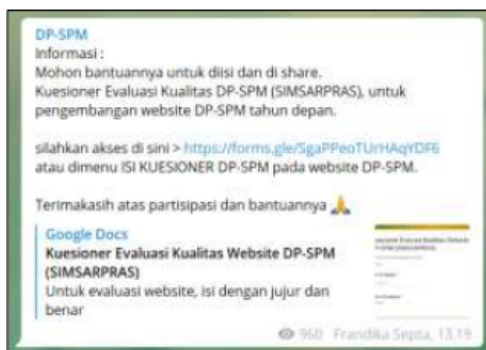 DP-SPM
Informasi :
Mohon bantuannya untuk diisi dan di share.
Kuesioner Evaluasi Kualitas DP-SPM (SIMSARPRAS), untuk
pengembangan website DP-SPM tahun depan.
silahkan akses di sini > https://forms.gle/SgaPPeoTUrHAqYDF6
atau dimenu ISI KUESIONER DP-SPM pada website DP-SPM.
Terimakasih atas partisipasi dan bantuannya 🙏
Google Docs
Kuesioner Evaluasi Kualitas Website DP-SPM
(SIMSARPRAS)
Untuk evaluasi website, isi dengan jujur dan
benar
960 Frandika Septa, 13.19